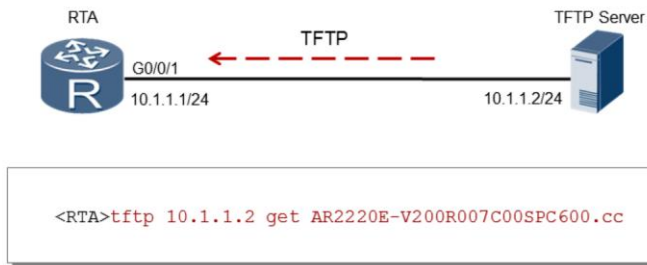 RTA
TFTP Server
TFTP
G0/0/1
R
10.1.1.1/24
10.1.1.2/24
<RTA>tftp 10.1.1.2 get AR2220E-V200R007C00SPC600.cc